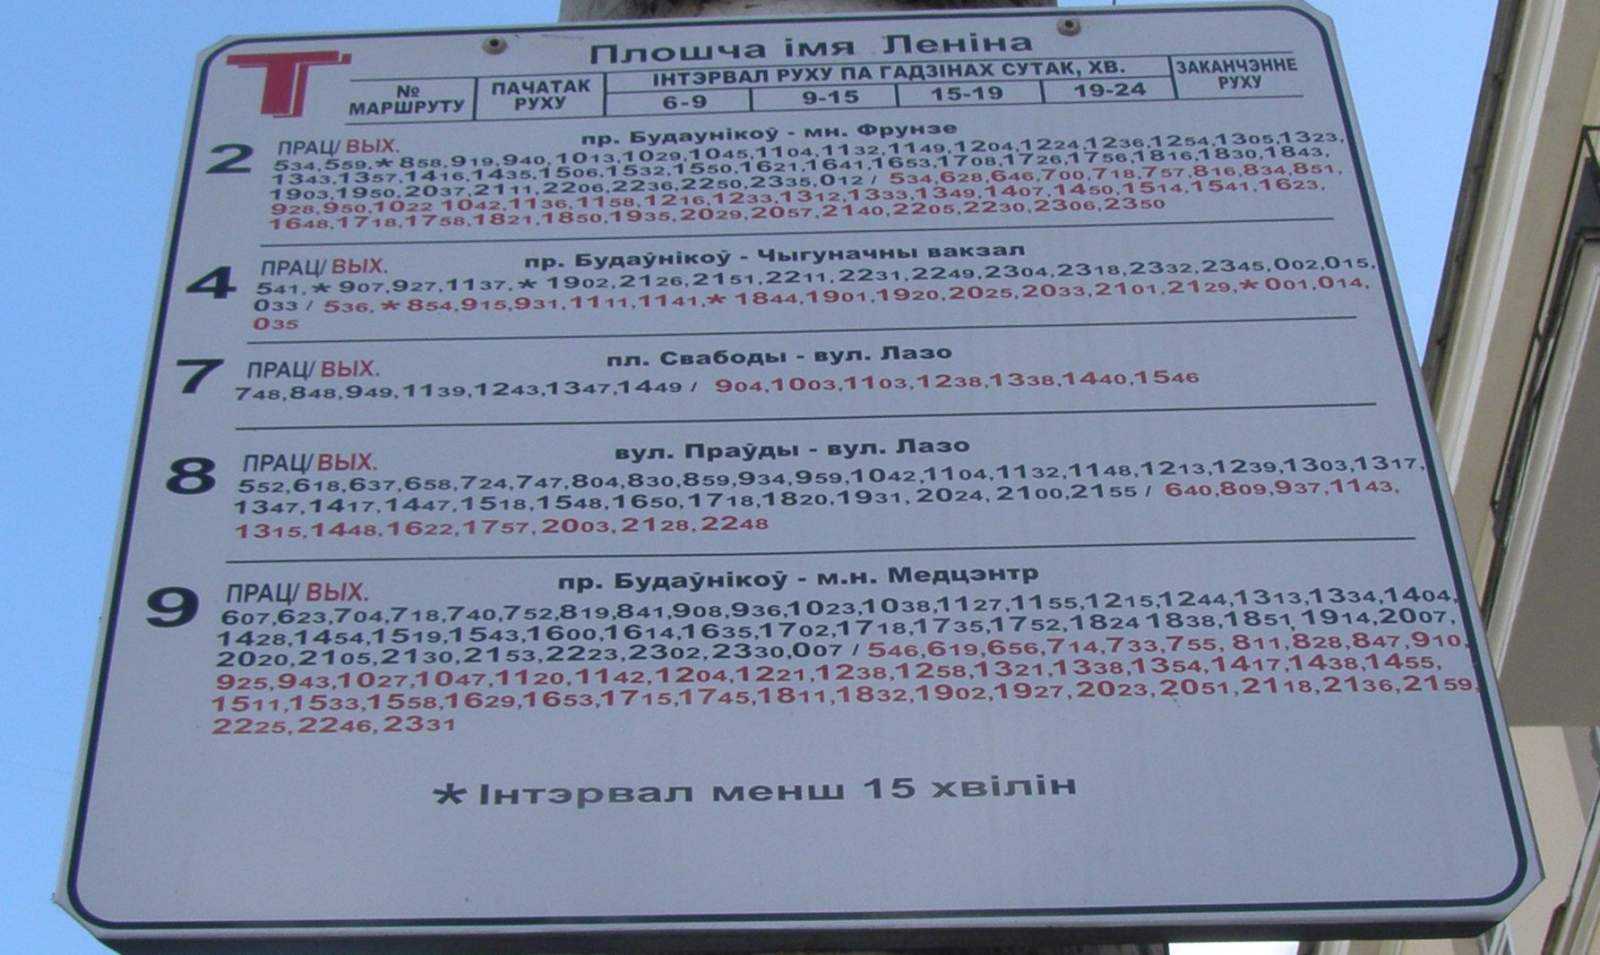 Плошча імя Леніна
Т
№ МАРШРУТУ ПАЧАТАК РУХУ ІНТЭРВАЛ РУХУ ПА ГАДЗІНАХ СУТАК, ХВ. ЗАКАНЧЭННЕ РУХУ
6-9 9-15 15-19 19-24
2 ПРАЦ/ ВЫХ. пр. Будаунікоў - мн. Фрунзе
534,559,* 858,919,940,1013,1029,1045,1104,1132,1149,1204,1224,1236,1254,1305,1323,
1343,1357,1416,1435,1506,1532,1550,1621,1641,1653,1708,1726,1756,1816,1830,1843,
1903,1950,2037,2111,2206,2236,2250,2335,012 / 534,628,646,700,718,757,816,834,851,
928,950,1022 1042,1136,1158,1216,1233,1312,1333,1349,1407,1450,1514,1541,1623,
1648,1718,1758,1821,1850,1935,2029,2057,2140,2205,2230,2306,2350
4 ПРАЦ/ ВЫХ. пр. Будаўнікоў - Чыгуначны вакзал
541,* 907,927,1137,* 1902,2126,2151,2211,2231,2249,2304,2318,2332,2345,002,015,
033 / 536,* 854,915,931,1111,1141,* 1844,1901,1920,2025,2033,2101,2129,* 001,014,
035
7 ПРАЦ/ ВЫХ. пл. Свабоды - вул. Лазо
748,848,949,1139,1243,1347,1449 / 904,1003,1103,1238,1338,1440,1546
8 ПРАЦ/ ВЫХ. вул. Праўды - вул. Лазо
552,618,637,658,724,747,804,830,859,934,959,1042,1104,1132,1148,1213,1239,1303,1317,
1347,1417,1447,1518,1548,1650,1718,1820,1931,2024,2100,2155 / 640,809,937,1143,
1315,1448,1622,1757,2003,2128,2248
9 ПРАЦ/ ВЫХ. пр. Будаўнікоў - м.н. Медцэнтр
607,623,704,718,740,752,819,841,908,936,1023,1038,1127,1155,1215,1244,1313,1334,1404,
1428,1454,1519,1543,1600,1614,1635,1702,1718,1735,1752,1824 1838,1851,1914,2007,
2020,2105,2130,2153,2223,2302,2330,007 / 546,619,656,714,733,755, 811,828,847,910,
925,943,1027,1047,1120,1142,1204,1221,1238,1258,1321,1338,1354,1417,1438,1455,
1511,1533,1558,1629,1653,1715,1745,1811,1832,1902,1927,2023,2051,2118,2136,2159,
2225,2246,2331
* Інтэрвал менш 15 хвілін